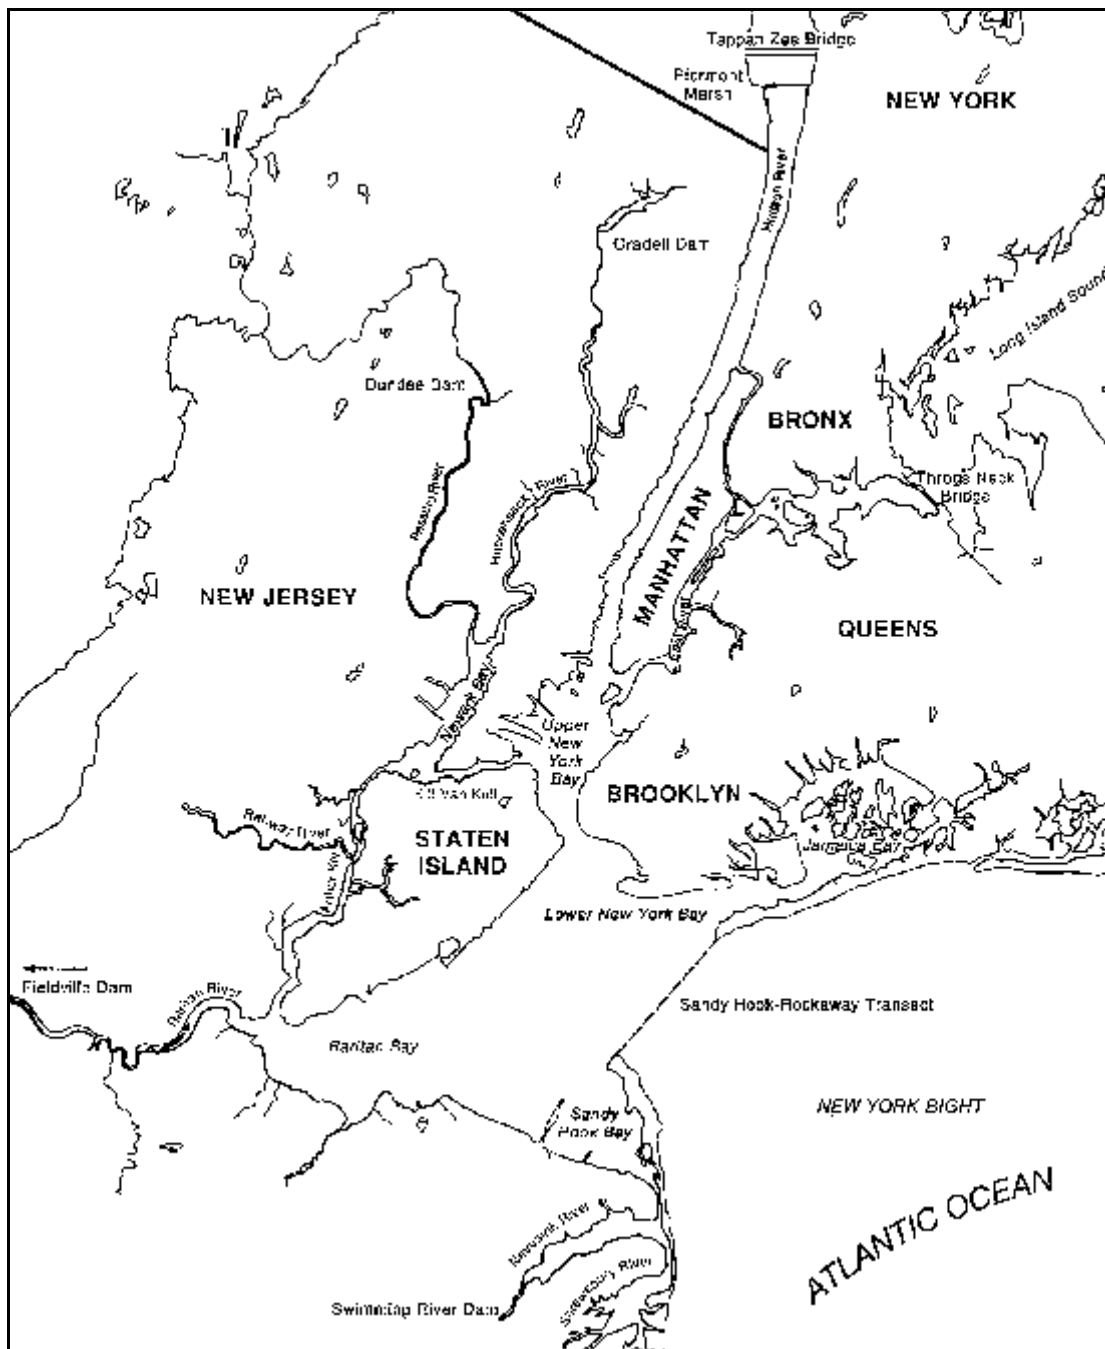 Tappan Zee Bridge
Piermont
Marsh
NEW YORK
Hudson River
Oradell Dam
Long Island Sound
Dundee Dam
BRONX
Throgs Neck
Bridge
Passaic River
Hackensack River
MANHATTAN
NEW JERSEY
QUEENS
East River
Newark Bay
Upper
New
York
Bay
Kill Van Kull
BROOKLYN
Rahway River
STATEN
ISLAND
Jamaica Bay
Arthur Kill
Lower New York Bay
Fieldville Dam
Raritan River
Sandy Hook-Rockaway Transect
Raritan Bay
NEW YORK BIGHT
Sandy
Hook Bay
ATLANTIC OCEAN
Navesink River
Shrewsbury River
Swimming River Dam